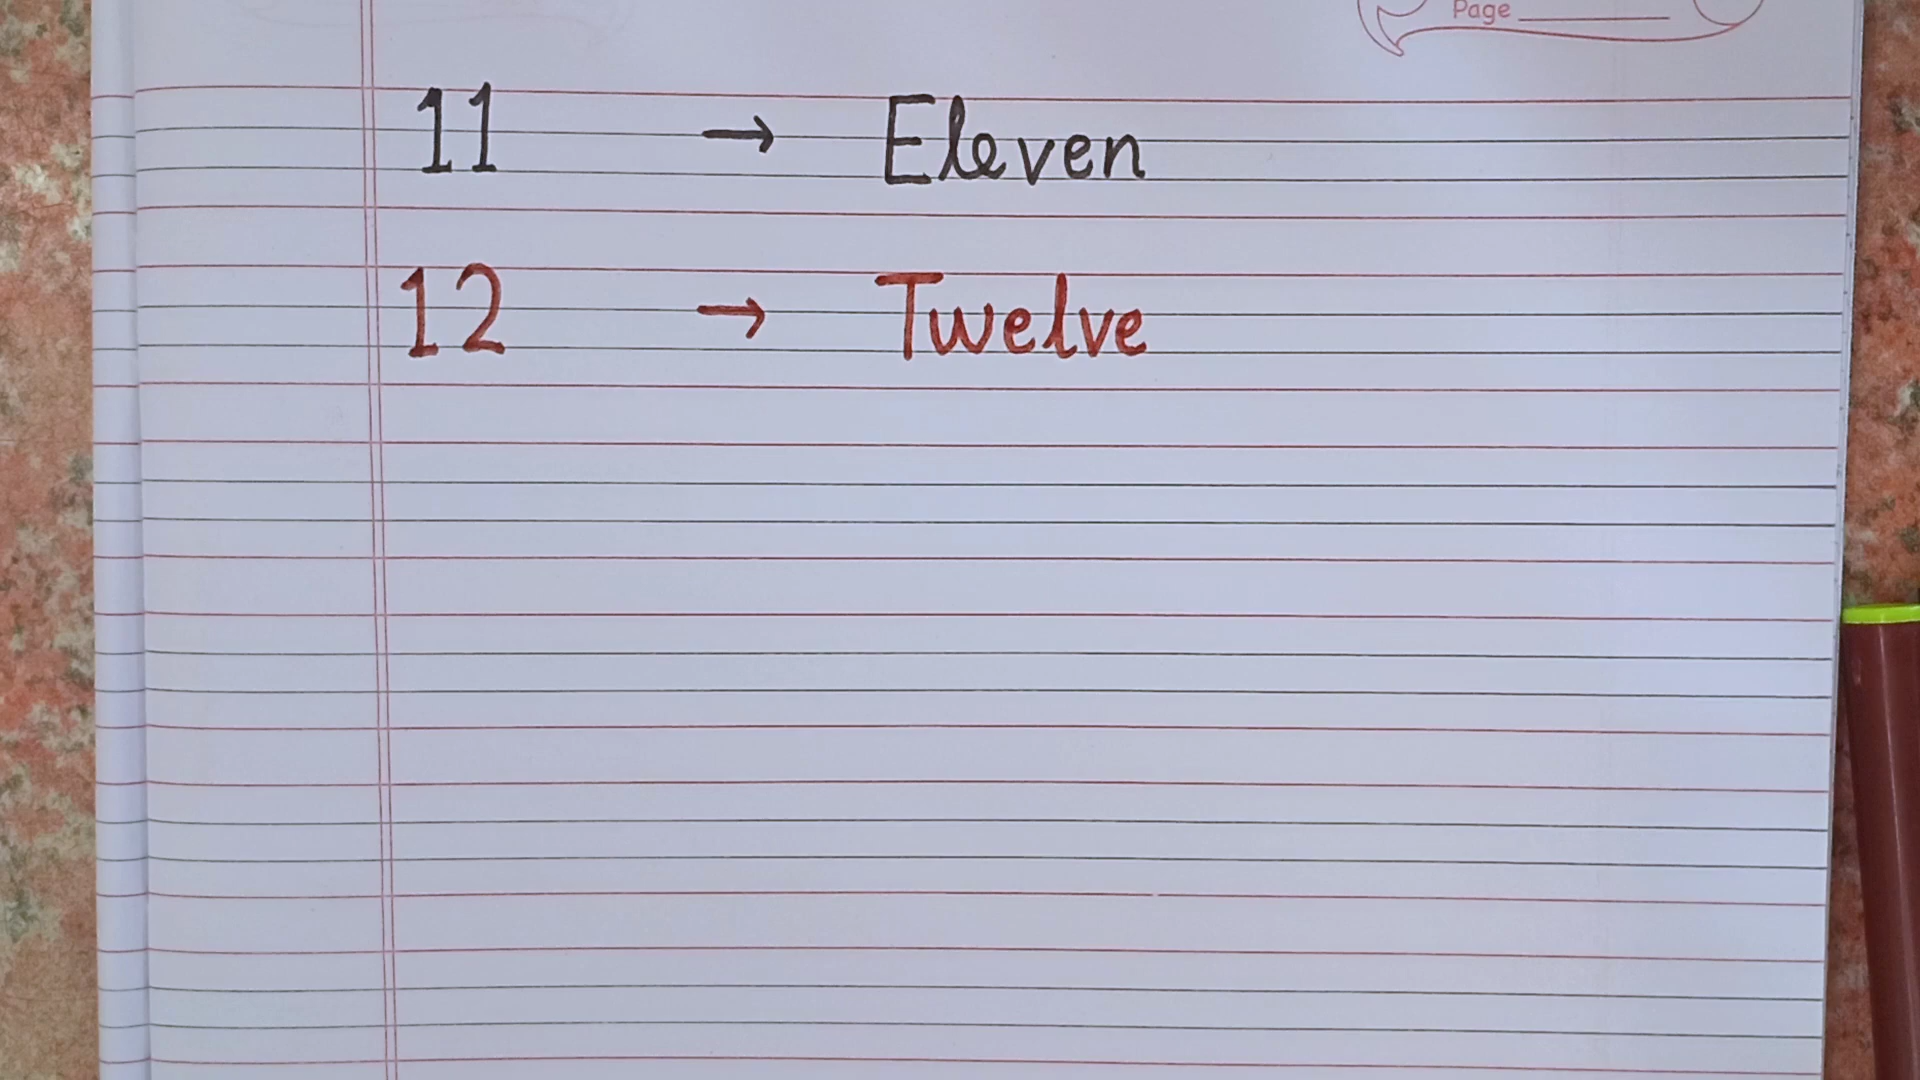 Page
11 → Eleven
12 → Twelve